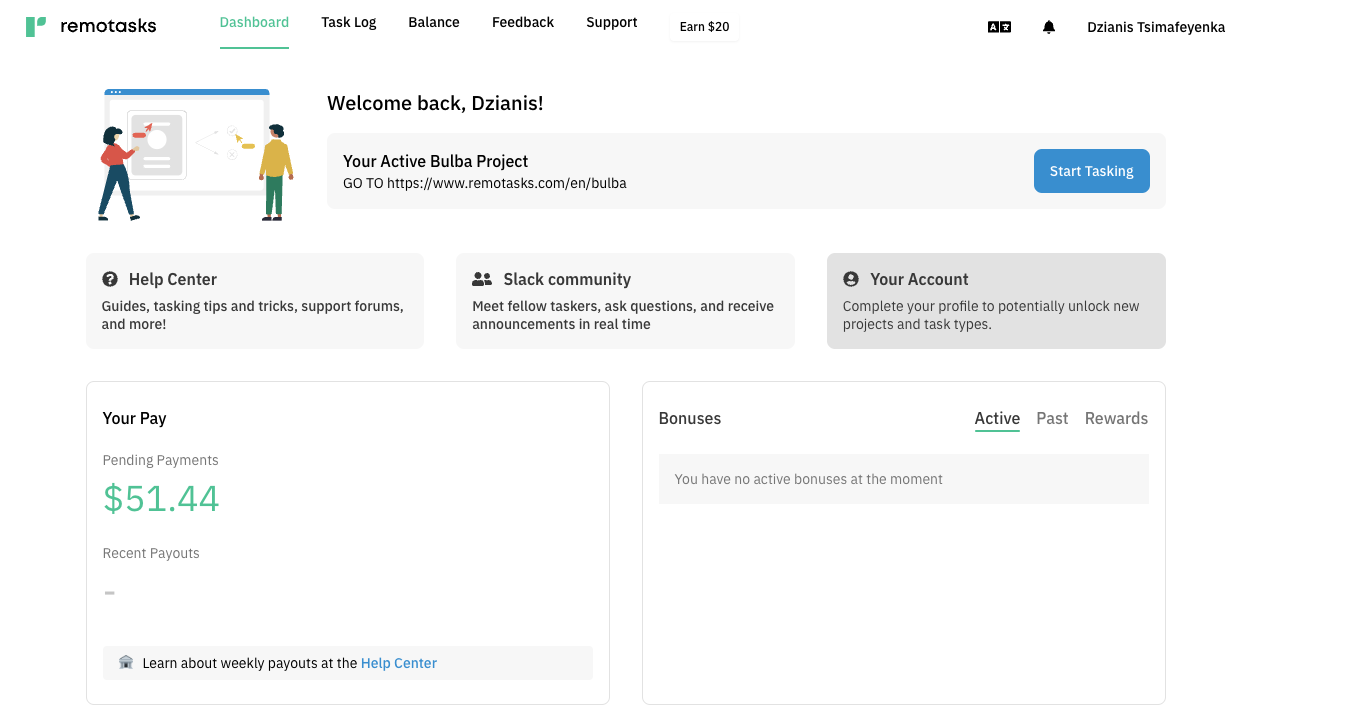 remotasks
Dashboard
Task Log
Balance
Feedback
Support
Earn $20
Dzianis Tsimafeyenka
Welcome back, Dzianis!
Your Active Bulba Project
GO TO https://www.remotasks.com/en/bulba
Start Tasking
Help Center
Guides, tasking tips and tricks, support forums,
and more!
Slack community
Meet fellow taskers, ask questions, and receive
announcements in real time
Your Account
Complete your profile to potentially unlock new
projects and task types.
Your Pay
Pending Payments
$51.44
Recent Payouts
-
Learn about weekly payouts at the Help Center
Bonuses
Active
Past
Rewards
You have no active bonuses at the moment